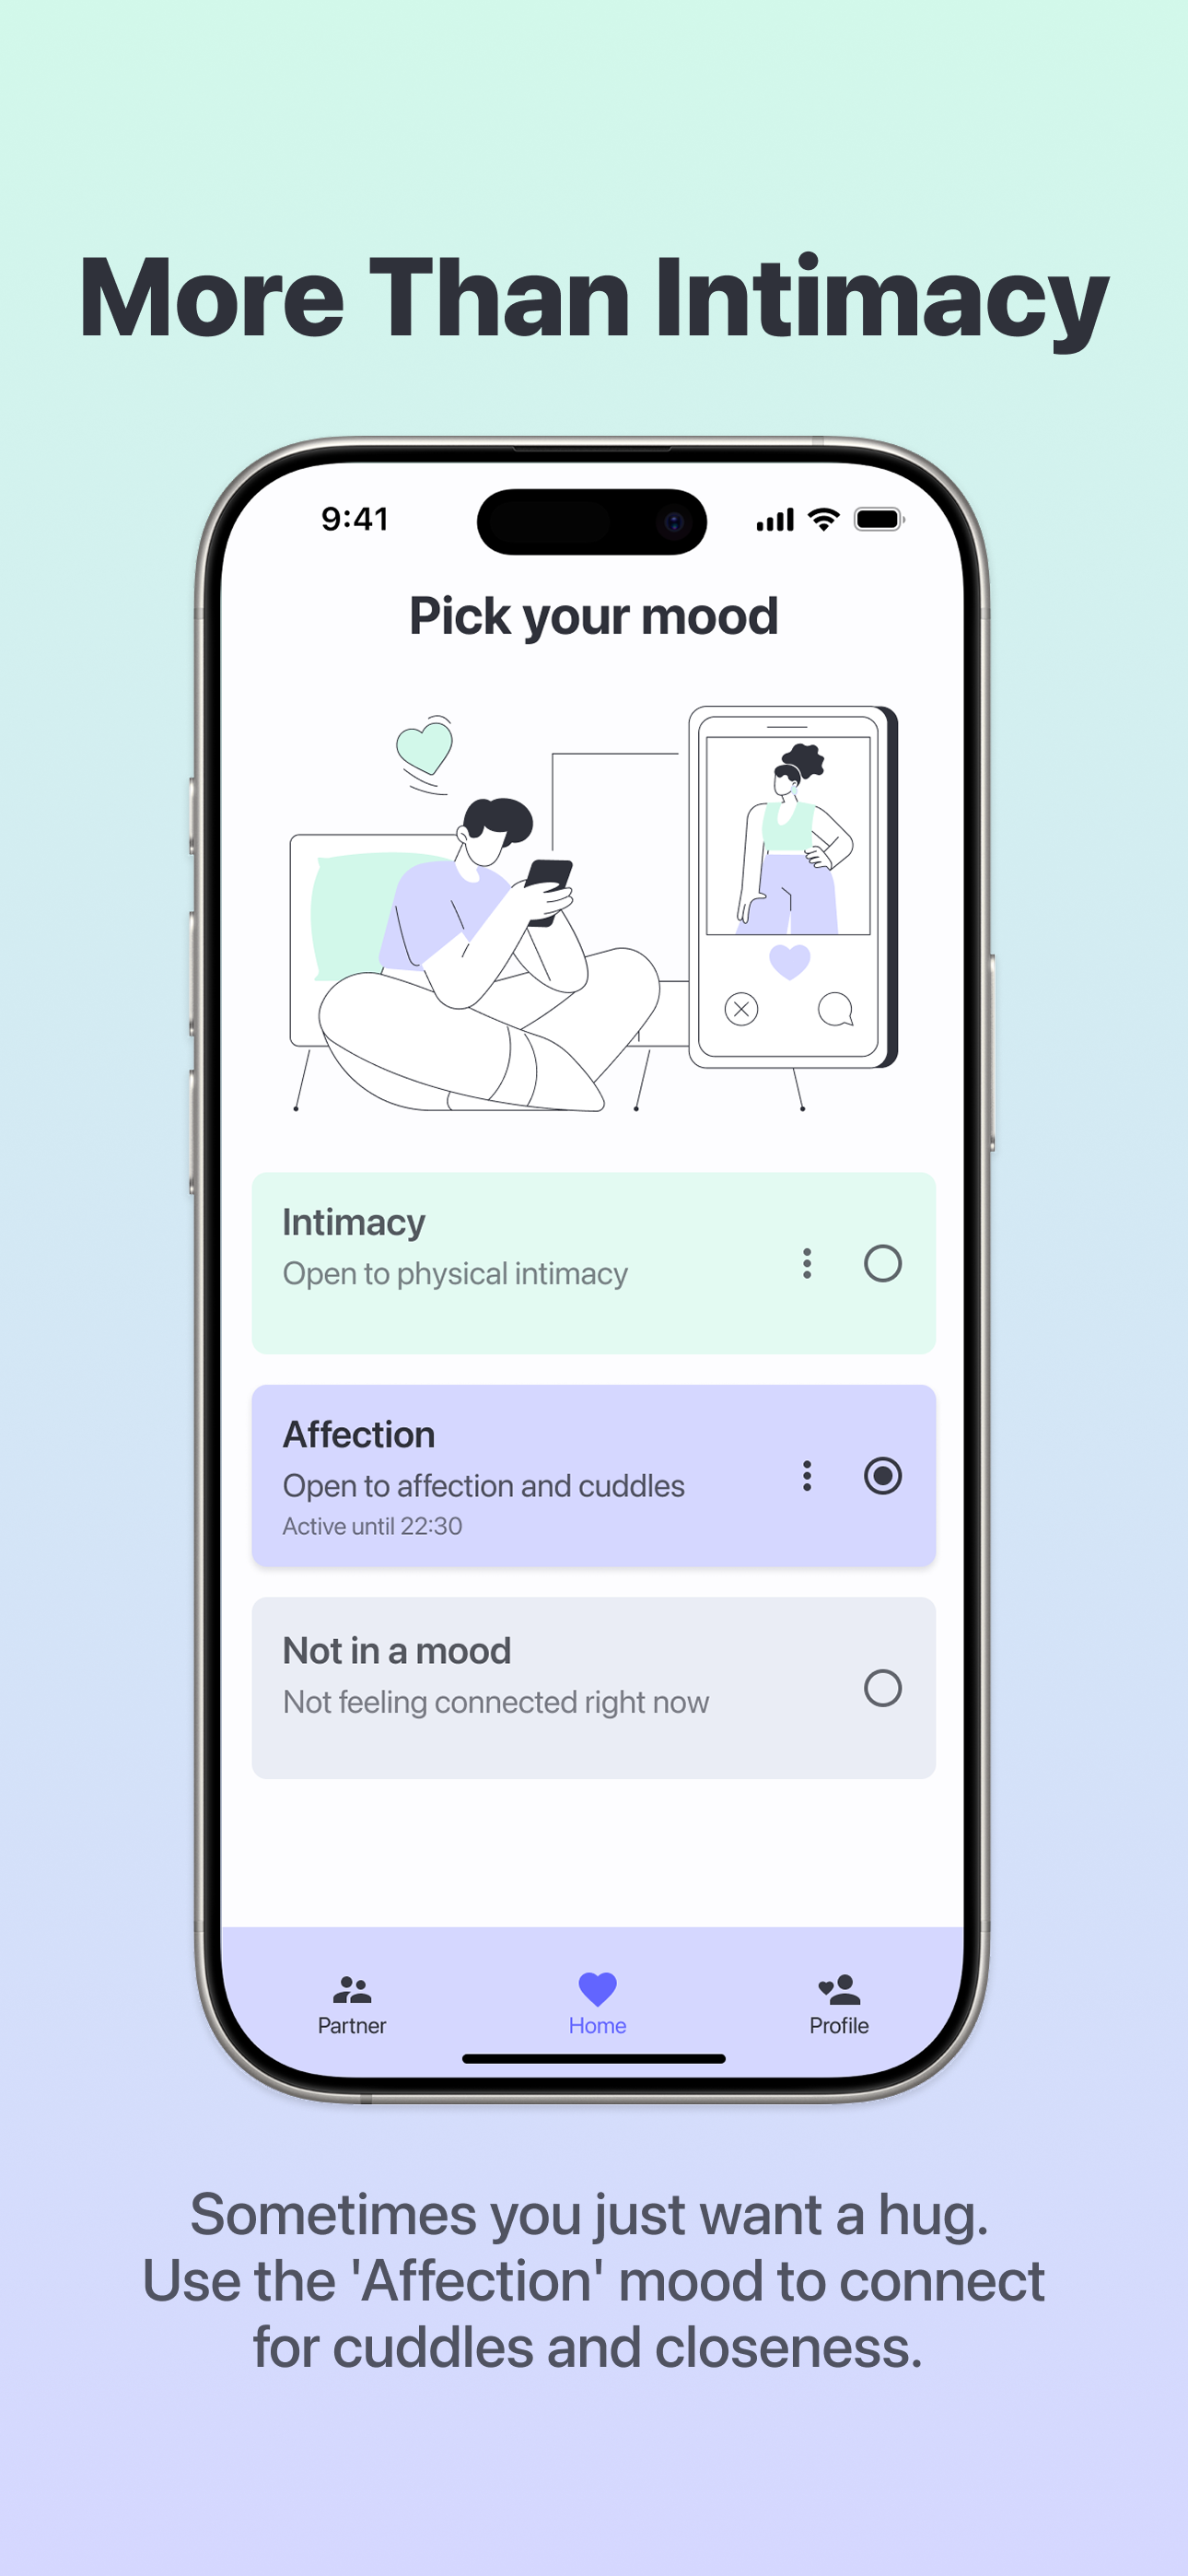 More Than Intimacy
9:41
Pick your mood
Intimacy
Open to physical intimacy
Affection
Open to affection and cuddles
Active until 22:30
Not in a mood
Not feeling connected right now
Partner
Home
Profile
Sometimes you just want a hug.
Use the 'Affection' mood to connect
for cuddles and closeness.